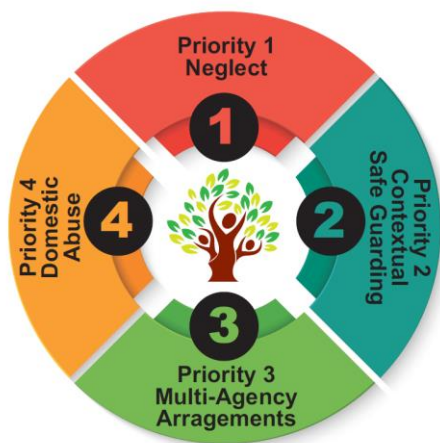 Priority 1
Neglect
1
Priority 2
Contextual
Safe Guarding
2
3
Priority 3
Multi-Agency
Arragements
Priority 4
Domestic
Abuse
4